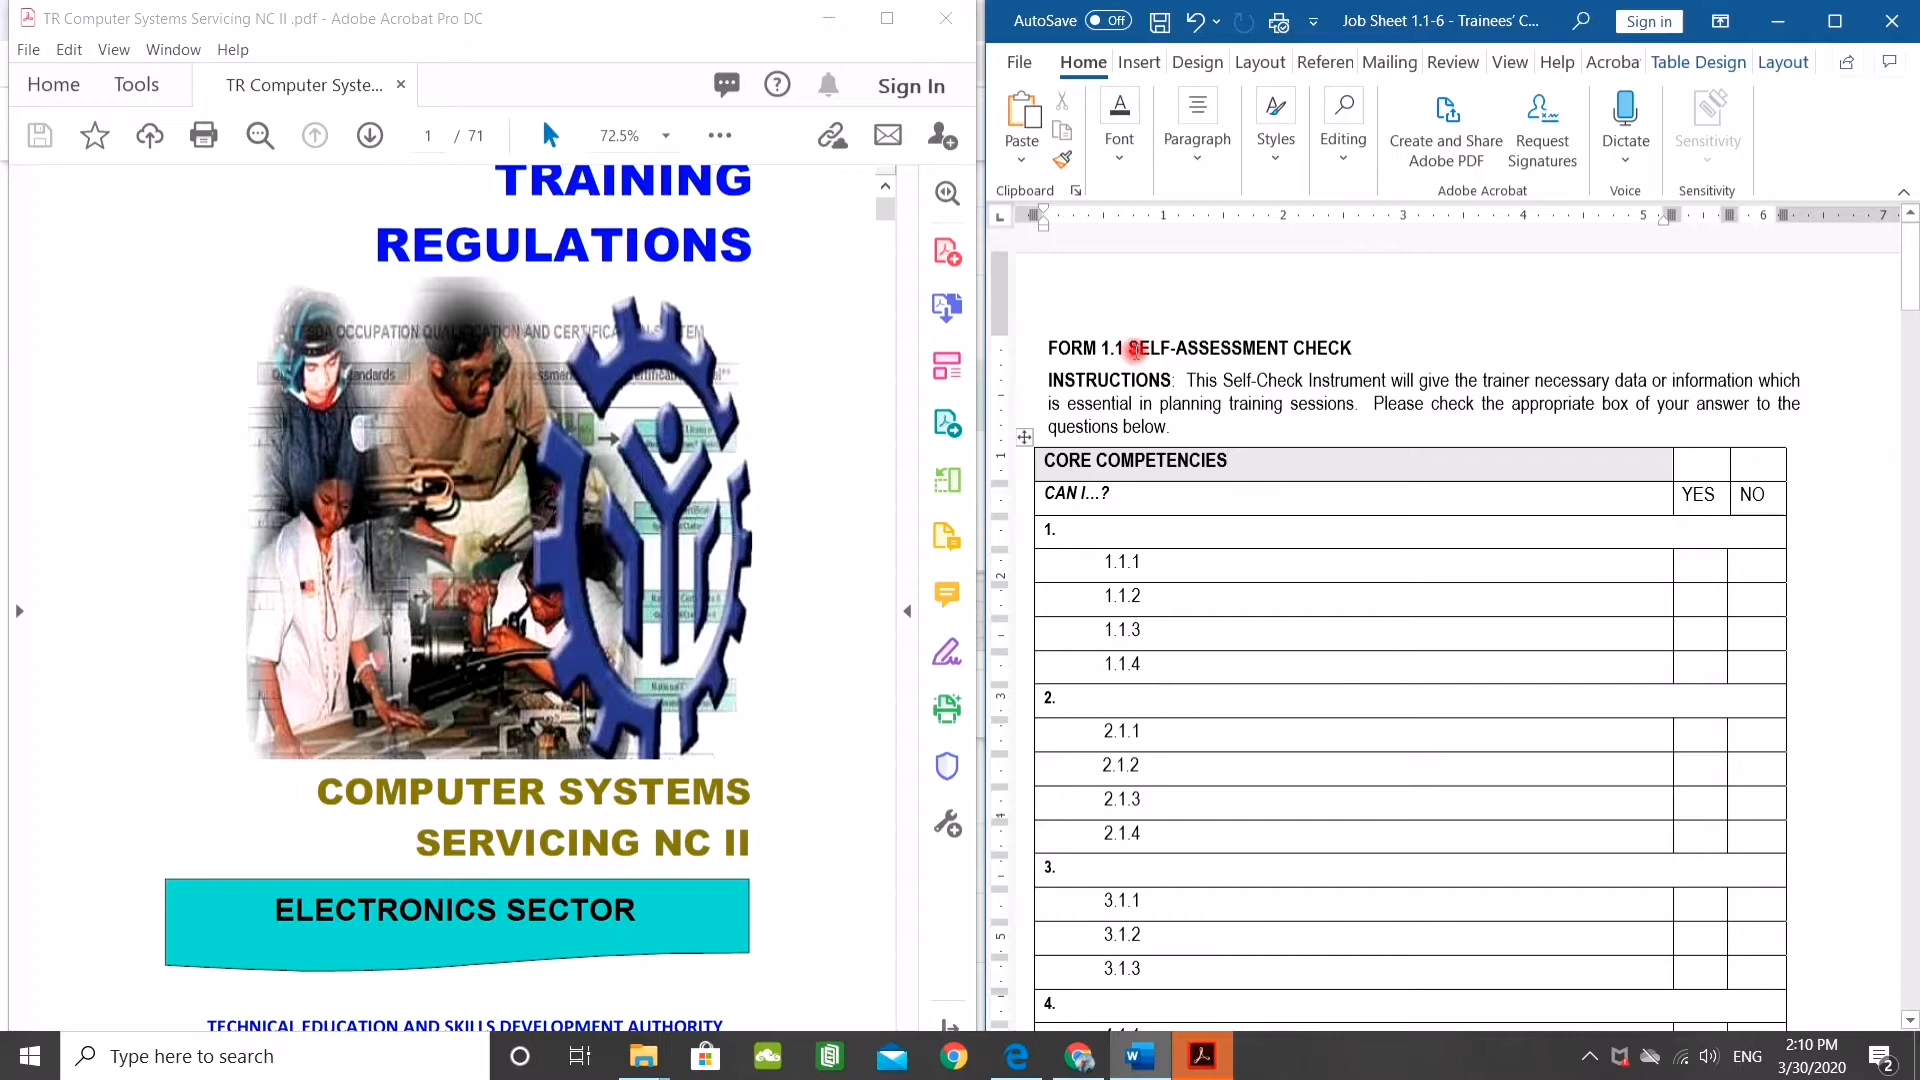 TR Computer Systems Servicing NC II .pdf - Adobe Acrobat Pro DC
File Edit View Window Help
Home Tools TR Computer Syste... Sign In
1 / 71 72.5%
TRAINING
REGULATIONS
COMPUTER SYSTEMS
SERVICING NC II
ELECTRONICS SECTOR
TECHNICAL EDUCATION AND SKILLS DEVELOPMENT AUTHORITY
AutoSave Off Job Sheet 1.1-6 - Trainees’ C... Sign in
File Home Insert Design Layout Referen Mailing Review View Help Acroba Table Design Layout
Paste Font Paragraph Styles Editing Create and Share Adobe PDF Request Signatures Dictate Sensitivity
Clipboard Adobe Acrobat Voice Sensitivity
1 2 3 4 5 6 7
FORM 1.1 SELF-ASSESSMENT CHECK
INSTRUCTIONS: This Self-Check Instrument will give the trainer necessary data or information which
is essential in planning training sessions. Please check the appropriate box of your answer to the
questions below.
CORE COMPETENCIES
CAN I...? YES NO
1.
1.1.1
1.1.2
1.1.3
1.1.4
2.
2.1.1
2.1.2
2.1.3
2.1.4
3.
3.1.1
3.1.2
3.1.3
4.
Type here to search
ENG
2:10 PM
3/30/2020
2